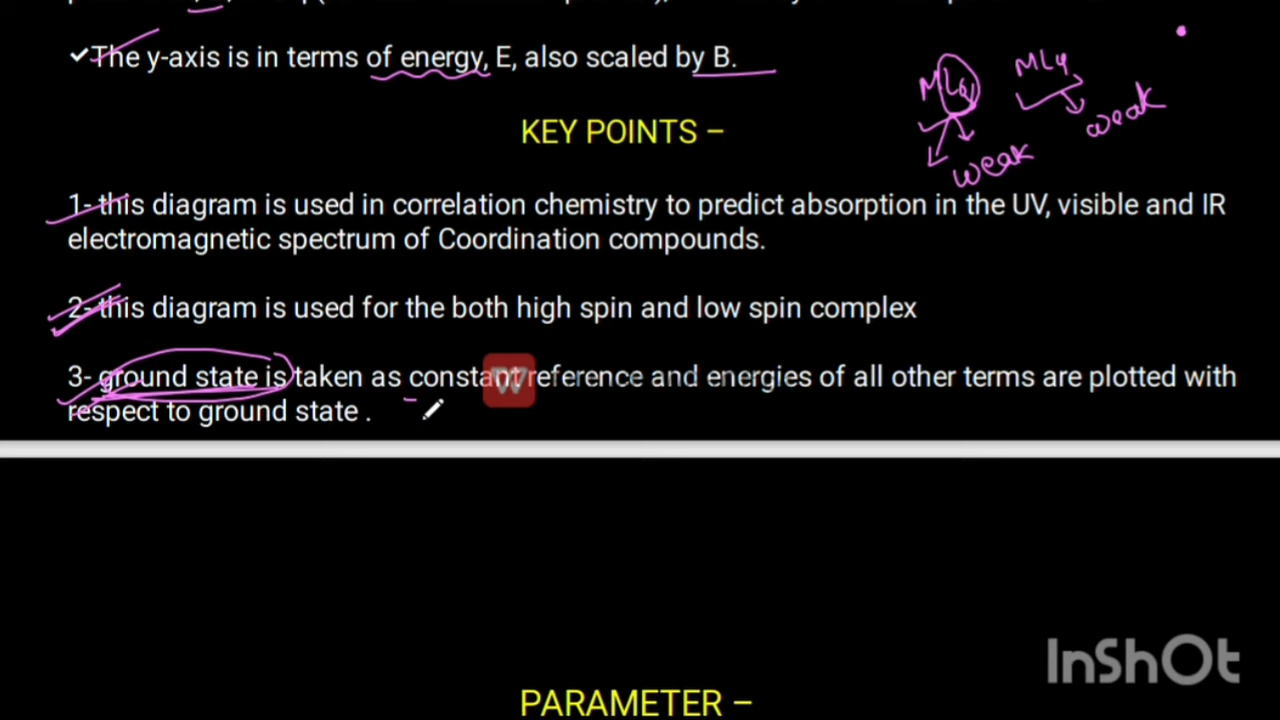 ✓The y-axis is in terms of energy, E, also scaled by B.
weak
weak
KEY POINTS –
1- this diagram is used in correlation chemistry to predict absorption in the UV, visible and IR
electromagnetic spectrum of Coordination compounds.
2- this diagram is used for the both high spin and low spin complex
3- ground state is taken as constant reference and energies of all other terms are plotted with
respect to ground state .
InShOt
PARAMETER –